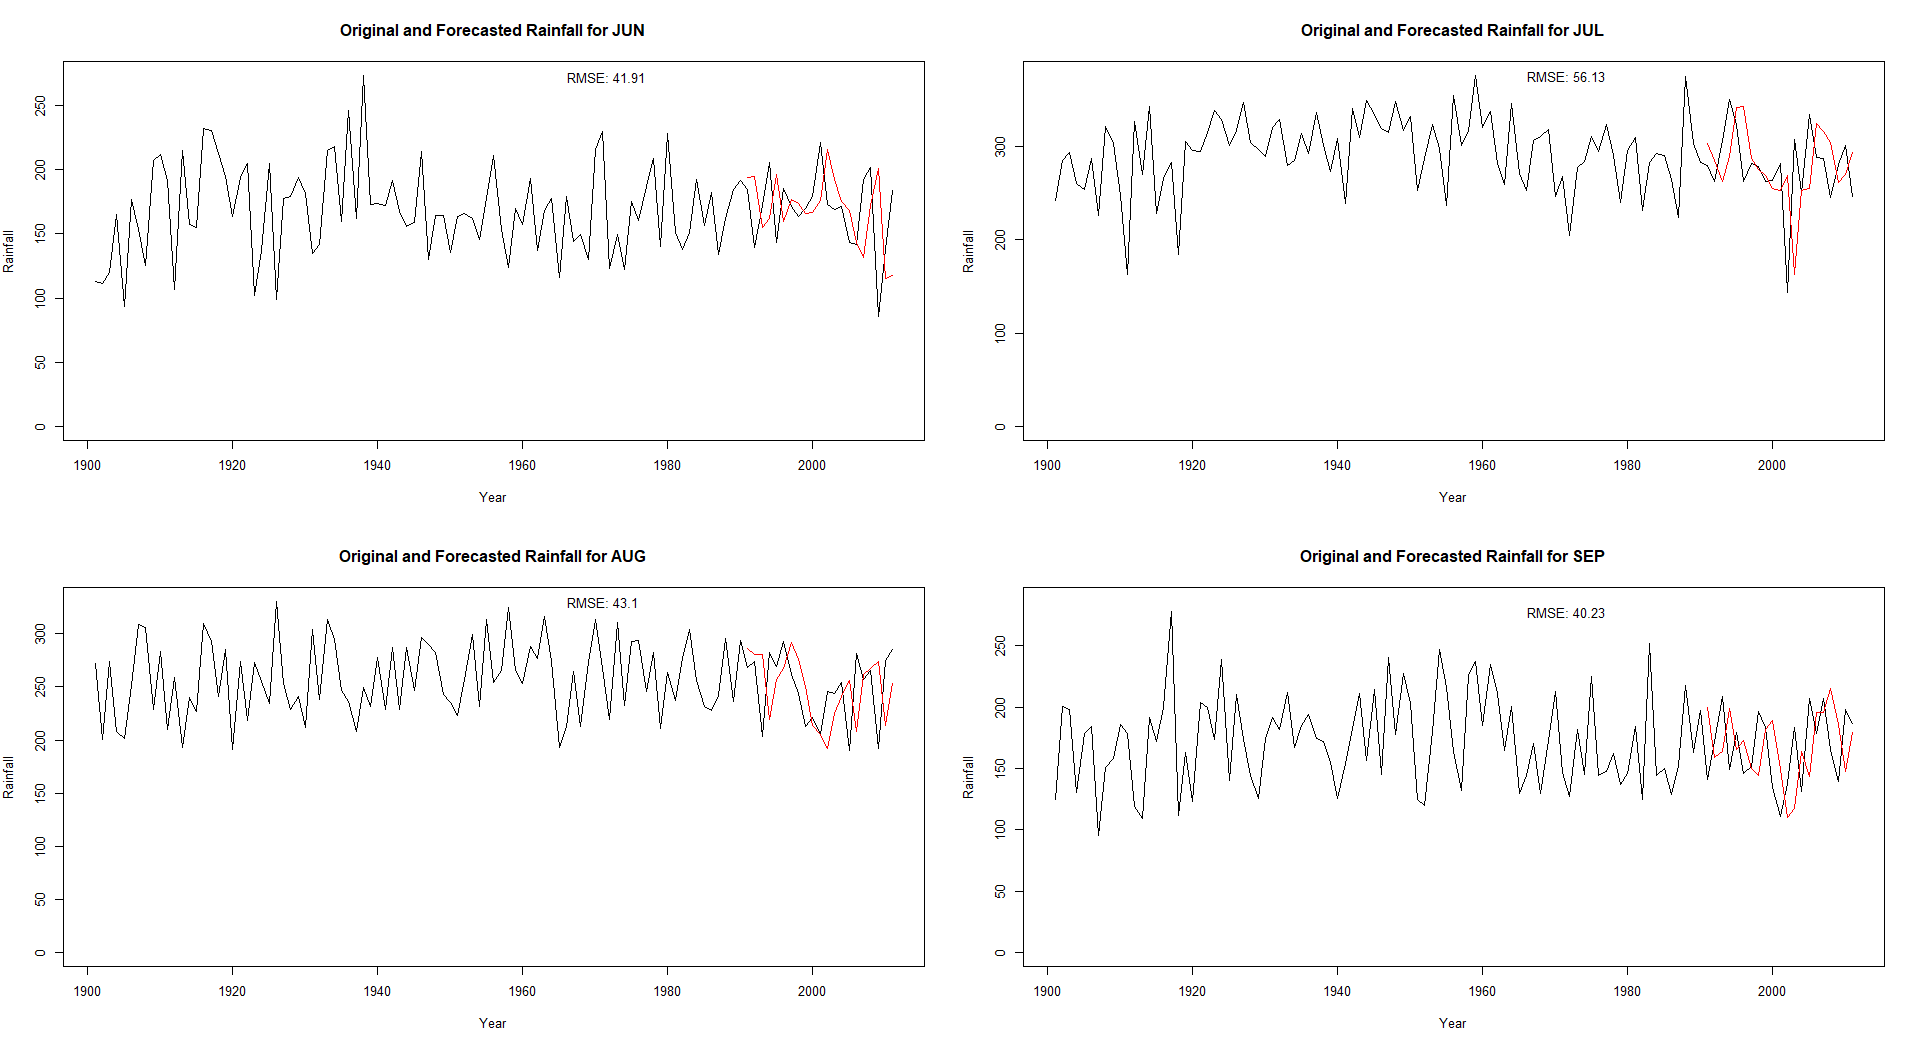 Original and Forecasted Rainfall for JUN
RMSE: 41.91
Rainfall
250
200
150
100
50
0
1900 1920 1940 1960 1980 2000
Year
Original and Forecasted Rainfall for JUL
RMSE: 56.13
Rainfall
300
200
100
0
1900 1920 1940 1960 1980 2000
Year
Original and Forecasted Rainfall for AUG
RMSE: 43.1
Rainfall
300
250
200
150
100
50
0
1900 1920 1940 1960 1980 2000
Year
Original and Forecasted Rainfall for SEP
RMSE: 40.23
Rainfall
250
200
150
100
50
0
1900 1920 1940 1960 1980 2000
Year